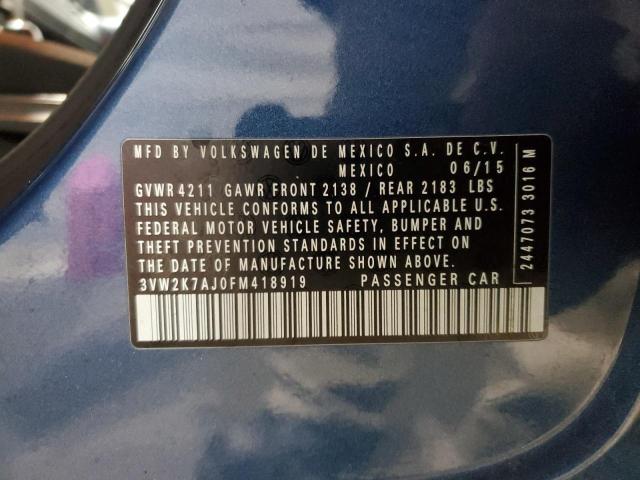 MFD BY VOLKSWAGEN DE MEXICO S.A. DE C.V.
MEXICO 06/15
GVWR 4211 GAWR FRONT 2138 / REAR 2183 LBS
THIS VEHICLE CONFORMS TO ALL APPLICABLE U.S.
FEDERAL MOTOR VEHICLE SAFETY, BUMPER AND
THEFT PREVENTION STANDARDS IN EFFECT ON
THE DATE OF MANUFACTURE SHOWN ABOVE.
3VW2K7AJ0FM418919 PASSENGER CAR
2447073 3016 M